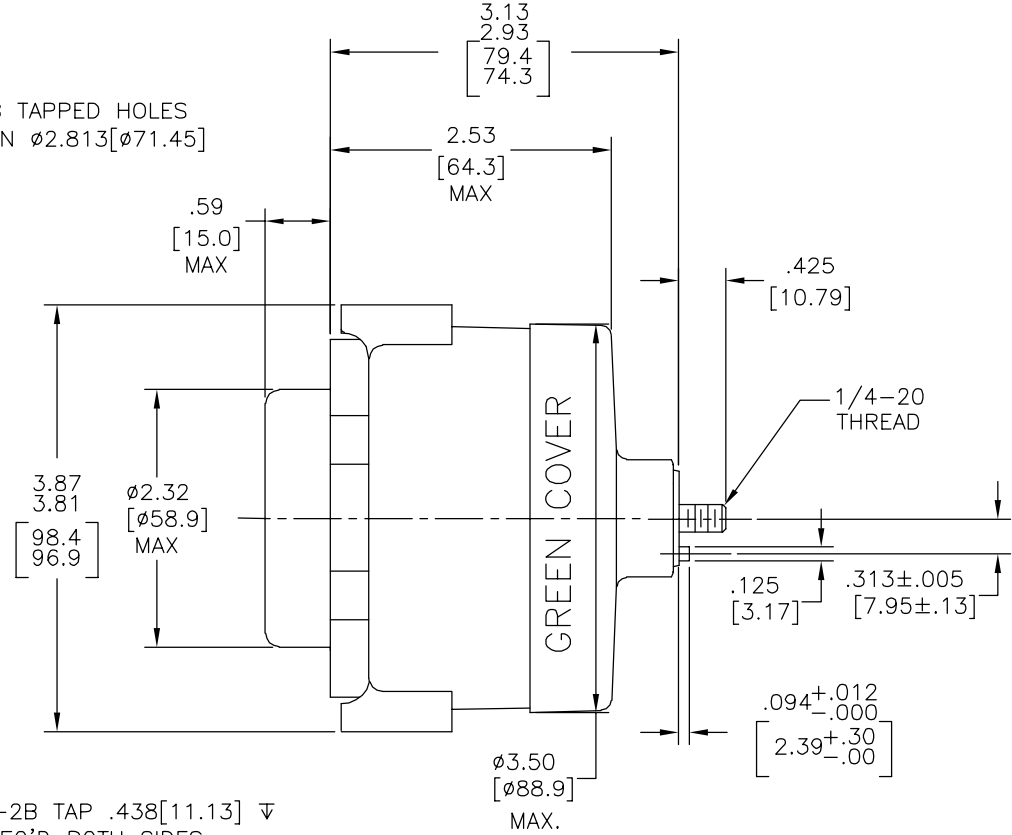 3.13
2.93
[79.4
74.3]
TAPPED HOLES
N ø2.813[ø71.45]
2.53
[64.3]
MAX
.59
[15.0]
MAX
.425
[10.79]
1/4-20
THREAD
3.87
3.81
[98.4
96.9]
ø2.32
[ø58.9]
MAX
GREEN COVER
.125
[3.17]
.313±.005
[7.95±.13]
.094+.012
-.000
[2.39+.30
-.00]
ø3.50
[ø88.9]
MAX.
-2B TAP .438[11.13] ↧
BOTH SIDES